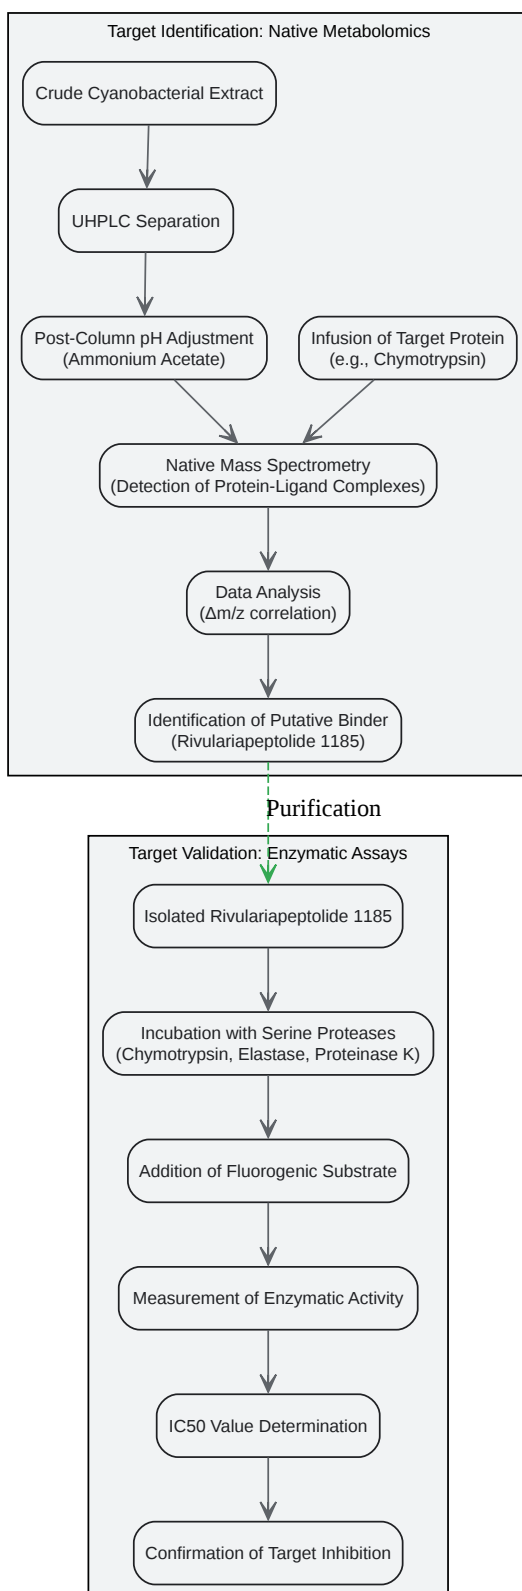 Target Identification: Native Metabolomics
Crude Cyanobacterial Extract
UHPLC Separation
Post-Column pH Adjustment
(Ammonium Acetate)
Infusion of Target Protein
(e.g., Chymotrypsin)
Native Mass Spectrometry
(Detection of Protein-Ligand Complexes)
Data Analysis
(Δm/z correlation)
Identification of Putative Binder
(Rivulariapeptolide 1185)
Purification
Target Validation: Enzymatic Assays
Isolated Rivulariapeptolide 1185
Incubation with Serine Proteases
(Chymotrypsin, Elastase, Proteinase K)
Addition of Fluorogenic Substrate
Measurement of Enzymatic Activity
IC50 Value Determination
Confirmation of Target Inhibition